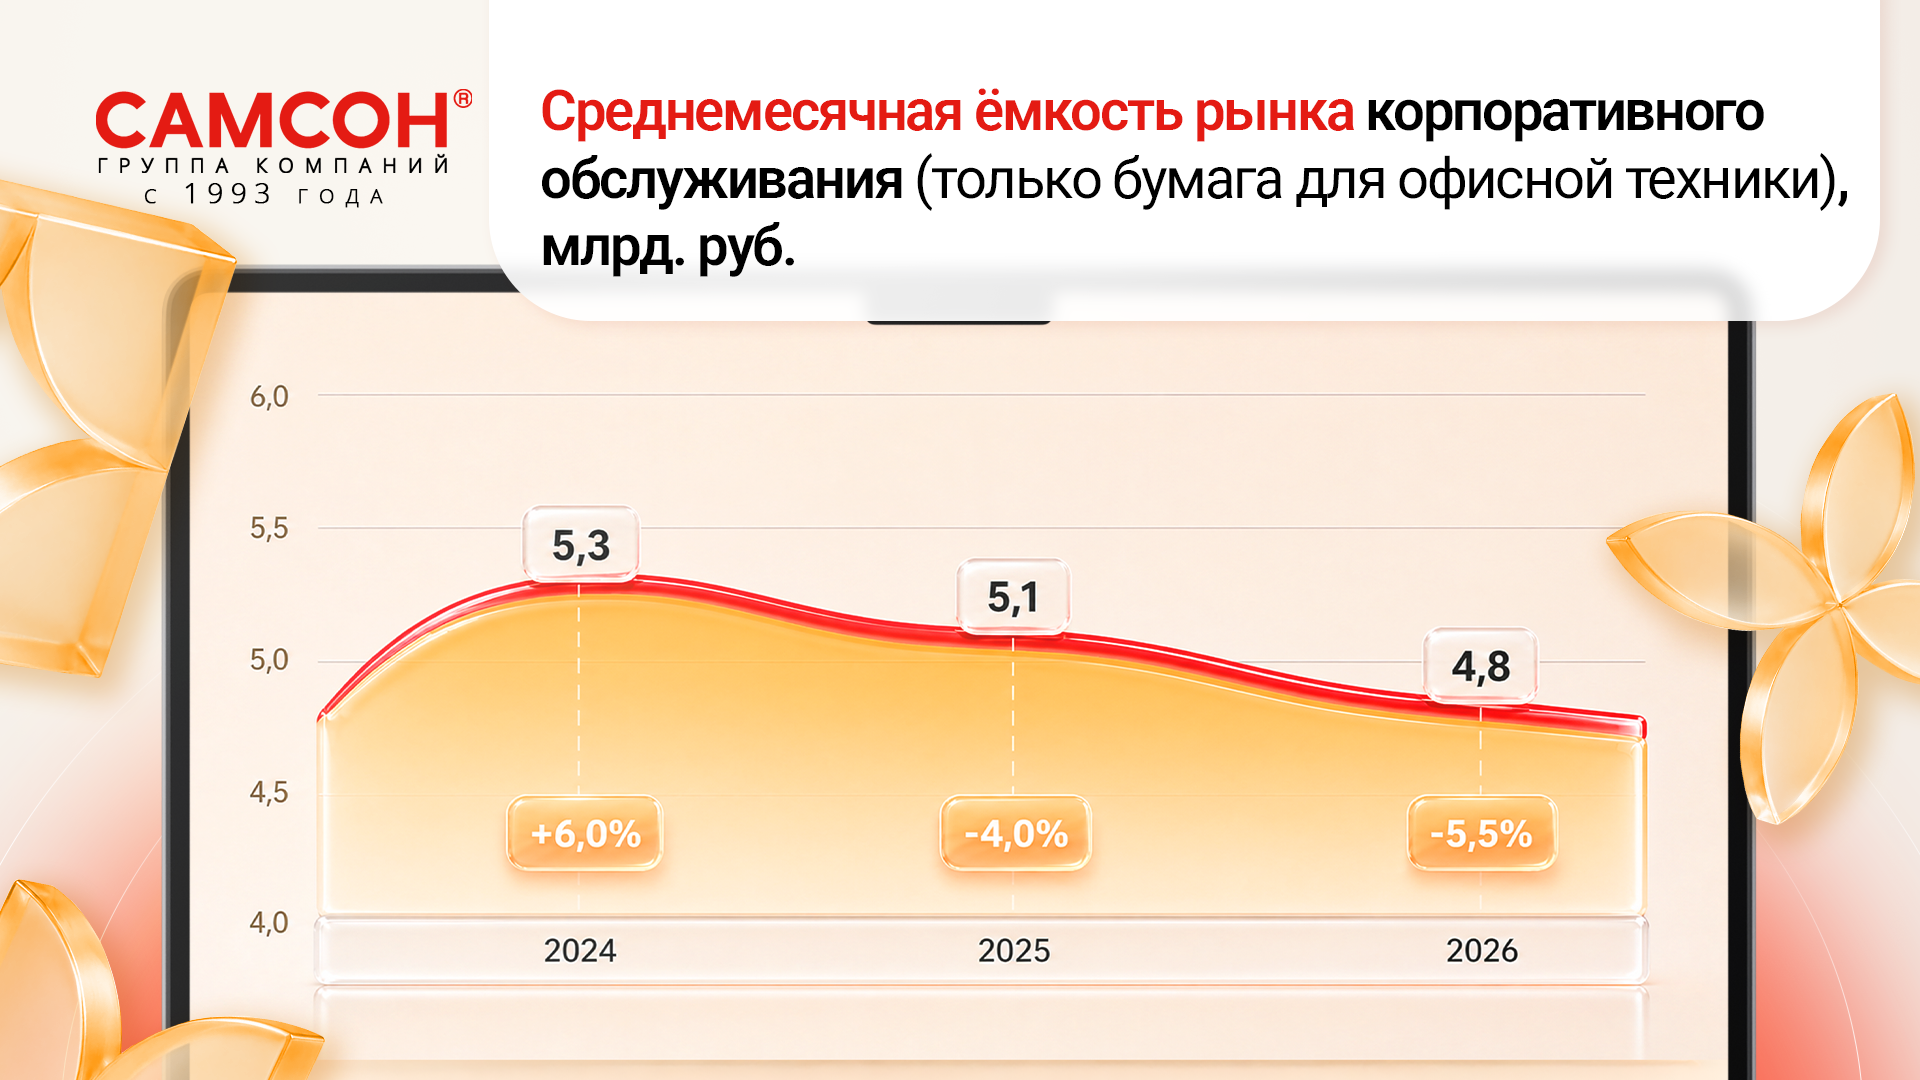 САМСОН®
ГРУППА КОМПАНИЙ
С 1993 ГОДА
Среднемесячная ёмкость рынка корпоративного
обслуживания (только бумага для офисной техники),
млрд. руб.
6,0
5,5
5,0
4,5
4,0
5,3
5,1
4,8
+6,0%
-4,0%
-5,5%
2024
2025
2026